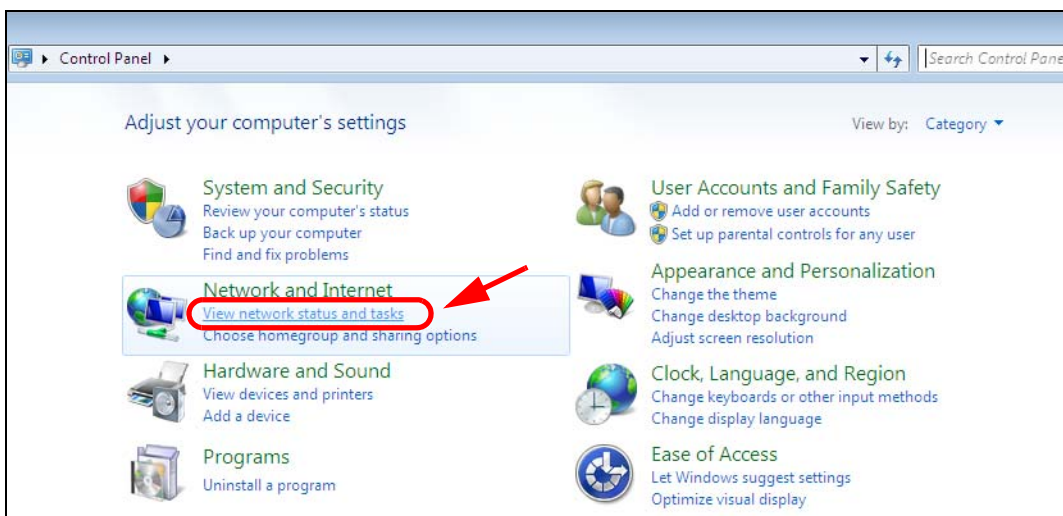 Control Panel
Search Control Pane
Adjust your computer's settings
View by: Category
System and Security
Review your computer's status
Back up your computer
Find and fix problems
Network and Internet
View network status and tasks
Choose homegroup and sharing options
Hardware and Sound
View devices and printers
Add a device
Programs
Uninstall a program
User Accounts and Family Safety
Add or remove user accounts
Set up parental controls for any user
Appearance and Personalization
Change the theme
Change desktop background
Adjust screen resolution
Clock, Language, and Region
Change keyboards or other input methods
Change display language
Ease of Access
Let Windows suggest settings
Optimize visual display